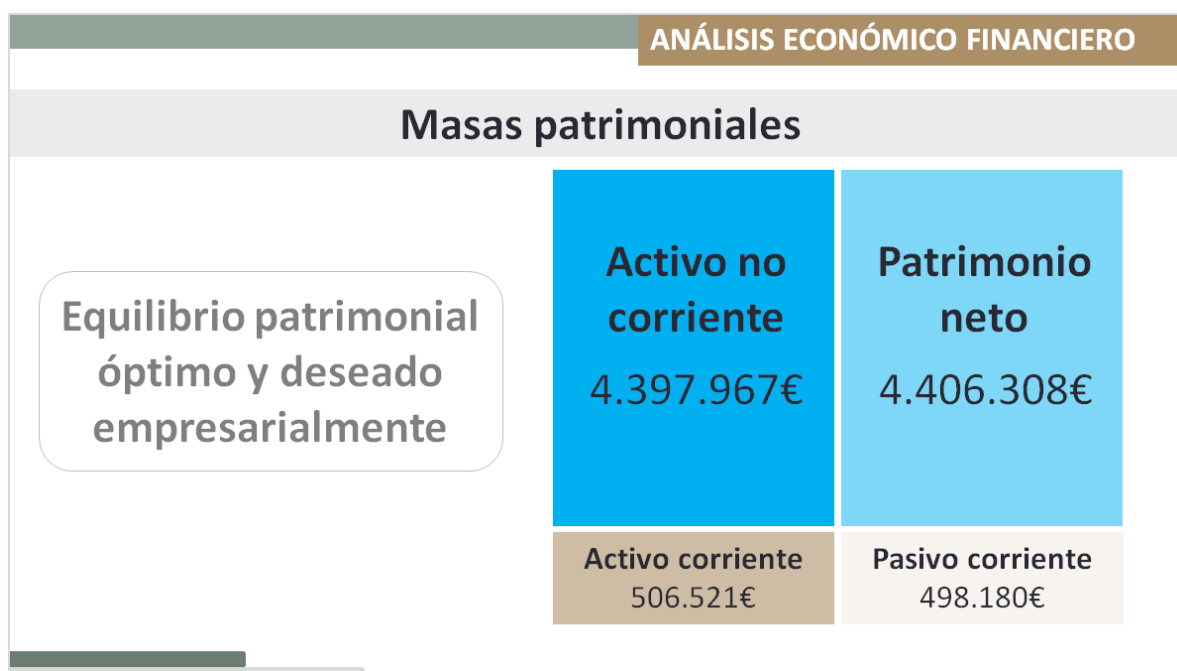 ANÁLISIS ECONÓMICO FINANCIERO
Masas patrimoniales
Equilibrio patrimonial
óptimo y deseado
empresarialmente
Activo no
corriente
4.397.967€
Patrimonio
neto
4.406.308€
Activo corriente
506.521€
Pasivo corriente
498.180€